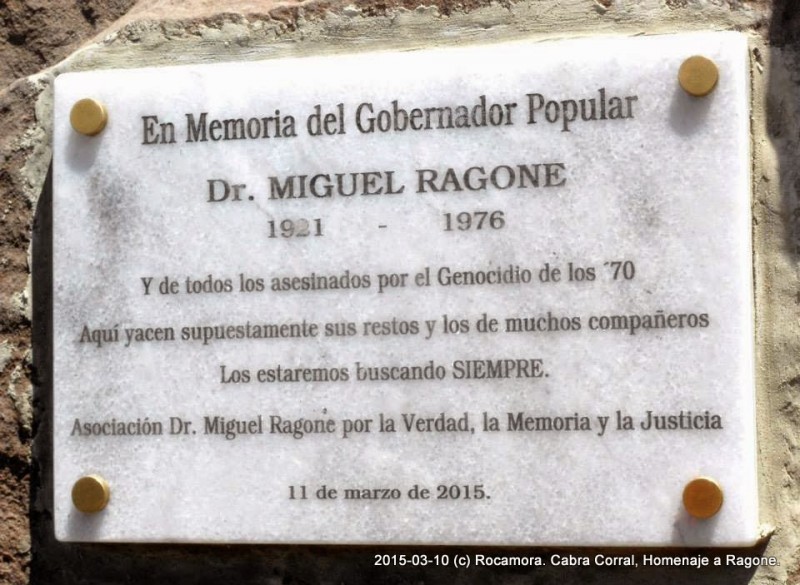 En Memoria del Gobernador Popular
Dr. MIGUEL RAGONE
1921 - 1976
Y de todos los asesinados por el Genocidio de los ´70
Aquí yacen supuestamente sus restos y los de muchos compañeros
Los estaremos buscando SIEMPRE.
Asociación Dr. Miguel Ragone por la Verdad, la Memoria y la Justicia
11 de marzo de 2015.
2015-03-10 (c) Rocamora. Cabra Corral, Homenaje a Ragone.